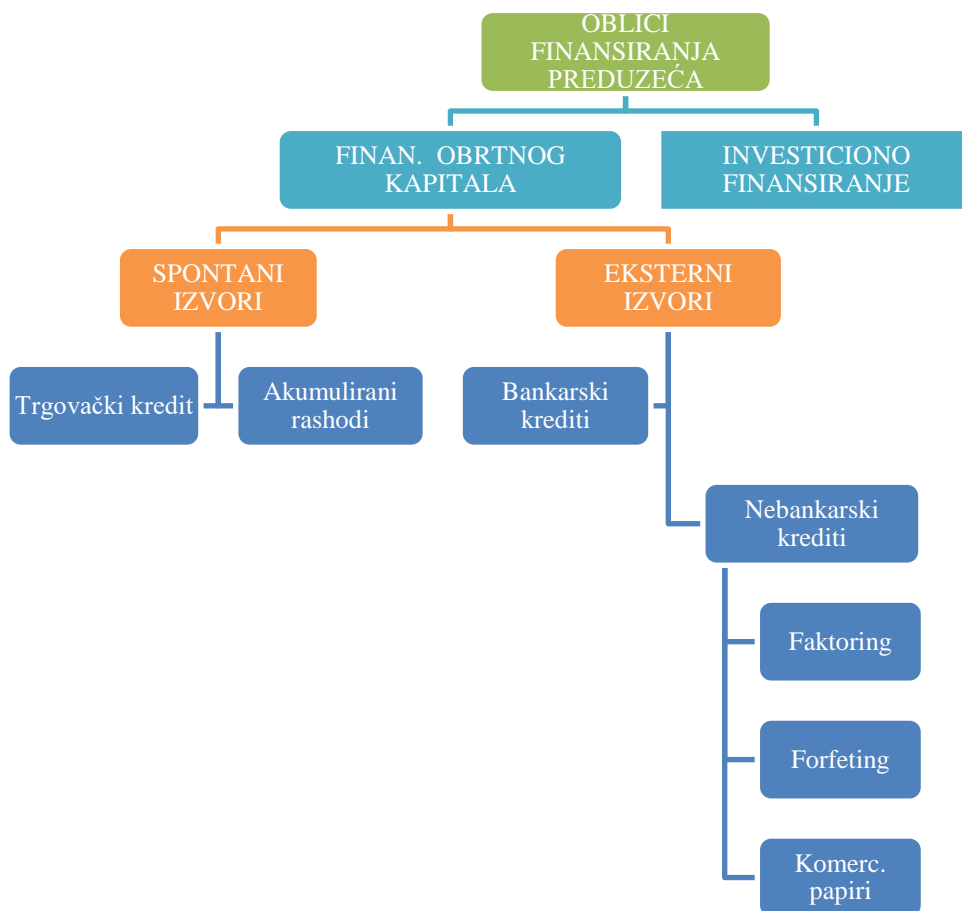 OBLICI
FINANSIRANJA
PREDUZEĆA
FINAN. OBRTNOG
KAPITALA
INVESTICIONO
FINANSIRANJE
SPONTANI
IZVORI
EKSTERNI
IZVORI
Trgovački kredit
Akumulirani
rashodi
Bankarski
krediti
Nebankarski
krediti
Faktoring
Forfeting
Komerc.
papiri